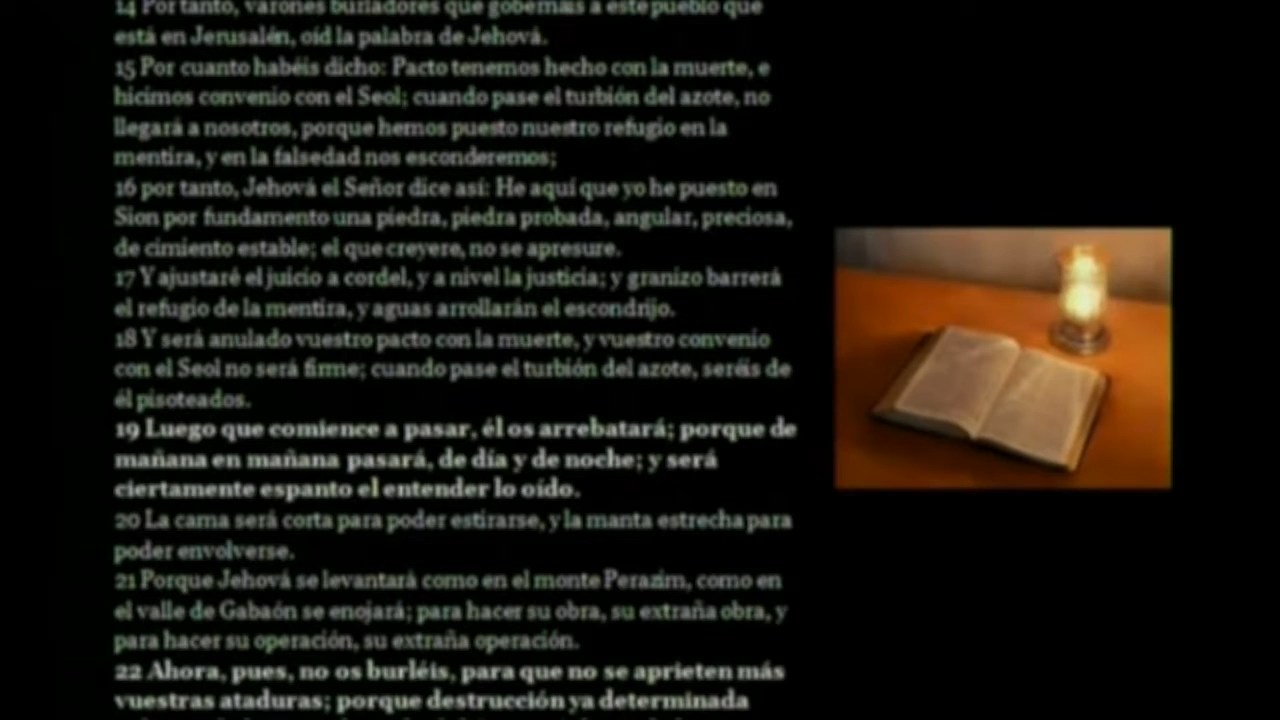 14 Por tanto, varones burladores que gobernáis a este pueblo que
está en Jerusalén, oíd la palabra de Jehová.
15 Por cuanto habéis dicho: Pacto tenemos hecho con la muerte, e
hicimos convenio con el Seol; cuando pase el turbión del azote, no
llegará a nosotros, porque hemos puesto nuestro refugio en la
mentira, y en la falsedad nos esconderemos;
16 por tanto, Jehová el Señor dice así: He aquí que yo he puesto en
Sion por fundamento una piedra, piedra probada, angular, preciosa,
de cimiento estable; el que creyere, no se apresure.
17 Y ajustaré el juicio a cordel, y a nivel la justicia; y granizo barrerá
el refugio de la mentira, y aguas arrollarán el escondrijo.
18 Y será anulado vuestro pacto con la muerte, y vuestro convenio
con el Seol no será firme; cuando pase el turbión del azote, seréis de
él pisoteados.
19 Luego que comience a pasar, él os arrebatará; porque de
mañana en mañana pasará, de día y de noche; y será
ciertamente espanto el entender lo oído.
20 La cama será corta para poder estirarse, y la manta estrecha para
poder envolverse.
21 Porque Jehová se levantará como en el monte Perazim, como en
el valle de Gabaón se enojará; para hacer su obra, su extraña obra, y
para hacer su operación, su extraña operación.
22 Ahora, pues, no os burléis, para que no se aprieten más
vuestras ataduras; porque destrucción ya determinada